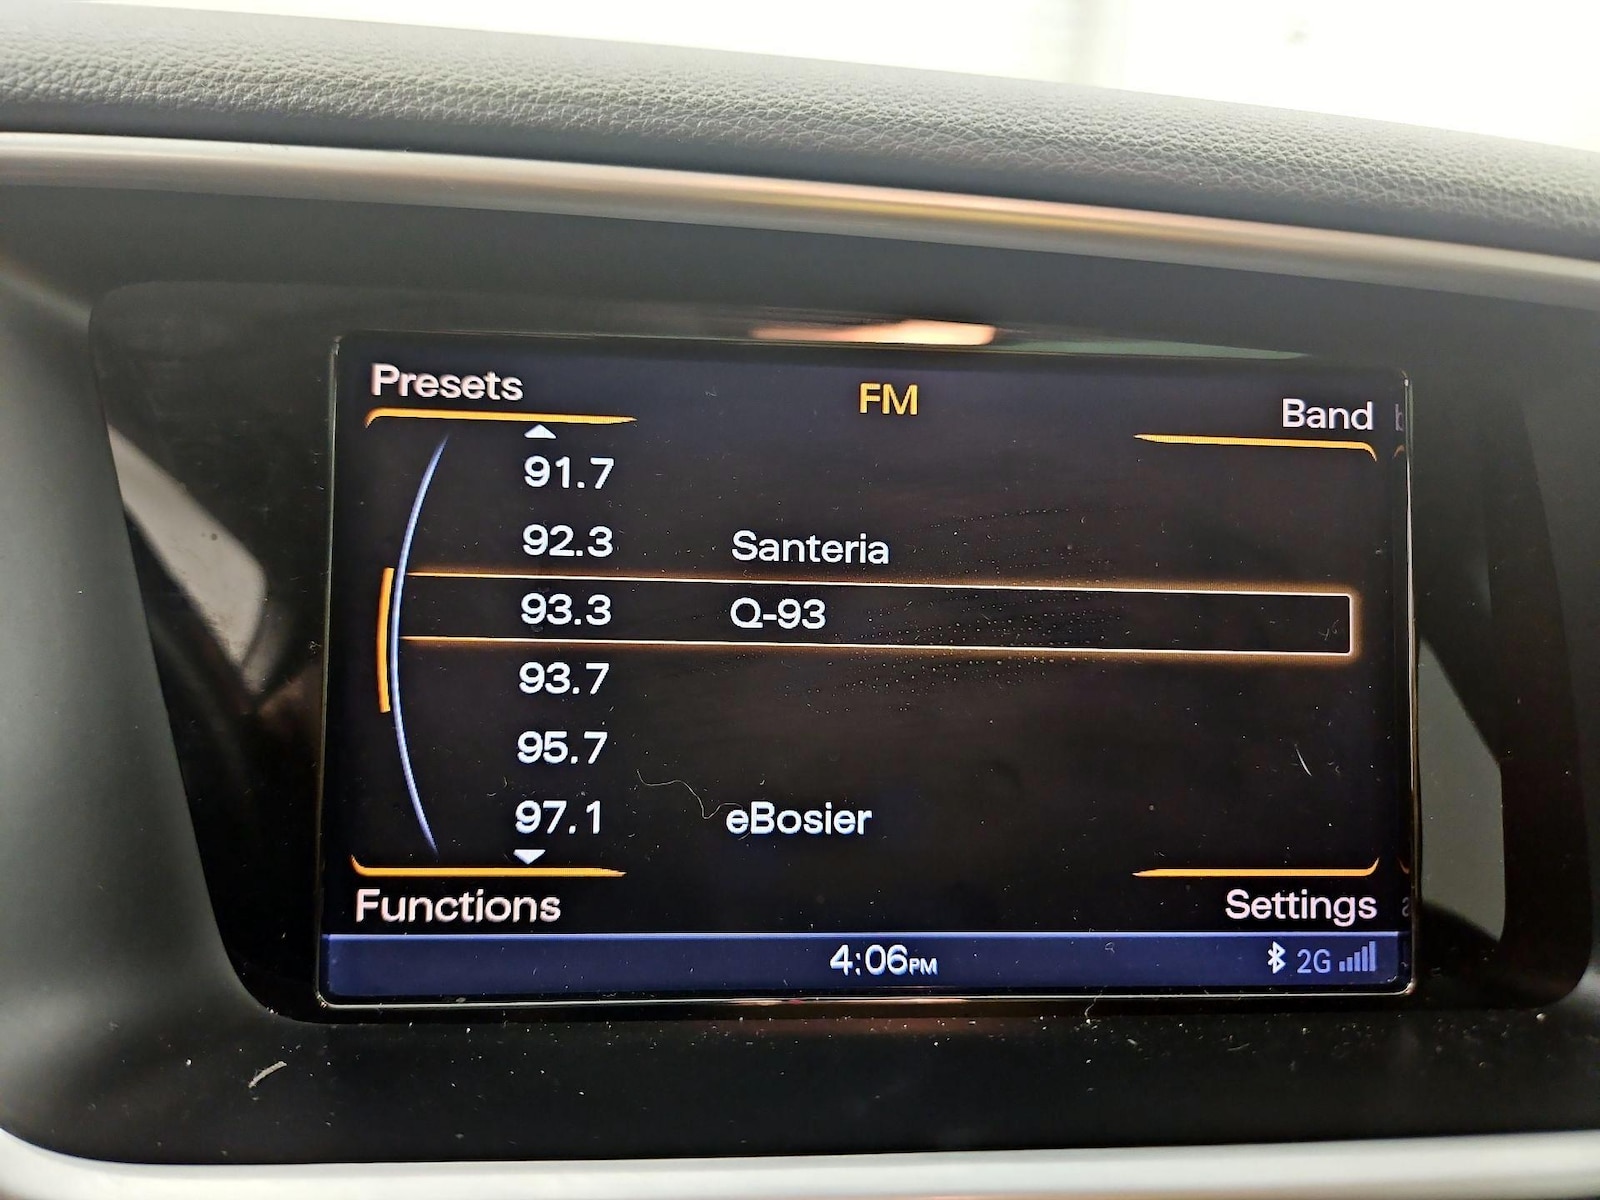 Presets
FM
Band
91.7
92.3 Santeria
93.3 Q-93
93.7
95.7
97.1 eBosier
Functions
Settings
4:06PM
2G